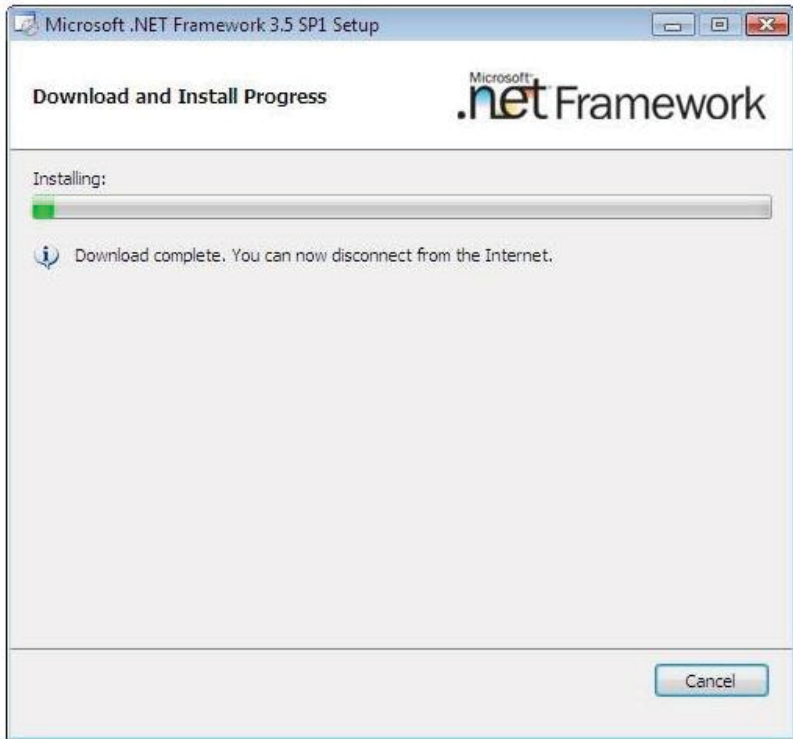 Microsoft .NET Framework 3.5 SP1 Setup
Download and Install Progress
Microsoft
.net Framework
Installing:
Download complete. You can now disconnect from the Internet.
Cancel